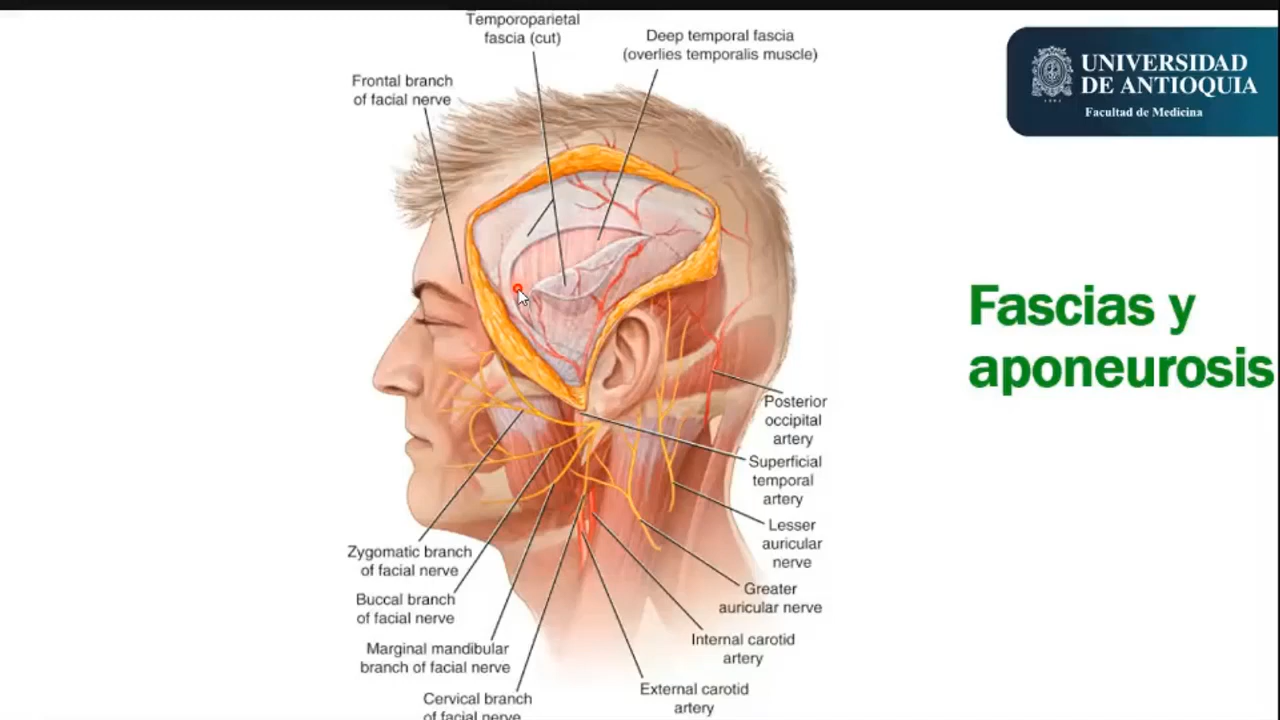 Temporoparietal
fascia (cut)
Deep temporal fascia
(overlies temporalis muscle)
Frontal branch
of facial nerve
UNIVERSIDAD
DE ANTIOQUIA
Facultad de Medicina
Fascias y
aponeurosis
Posterior
occipital
artery
Superficial
temporal
artery
Lesser
auricular
nerve
Greater
auricular nerve
Internal carotid
artery
External carotid
artery
Zygomatic branch
of facial nerve
Buccal branch
of facial nerve
Marginal mandibular
branch of facial nerve
Cervical branch
of facial nerve